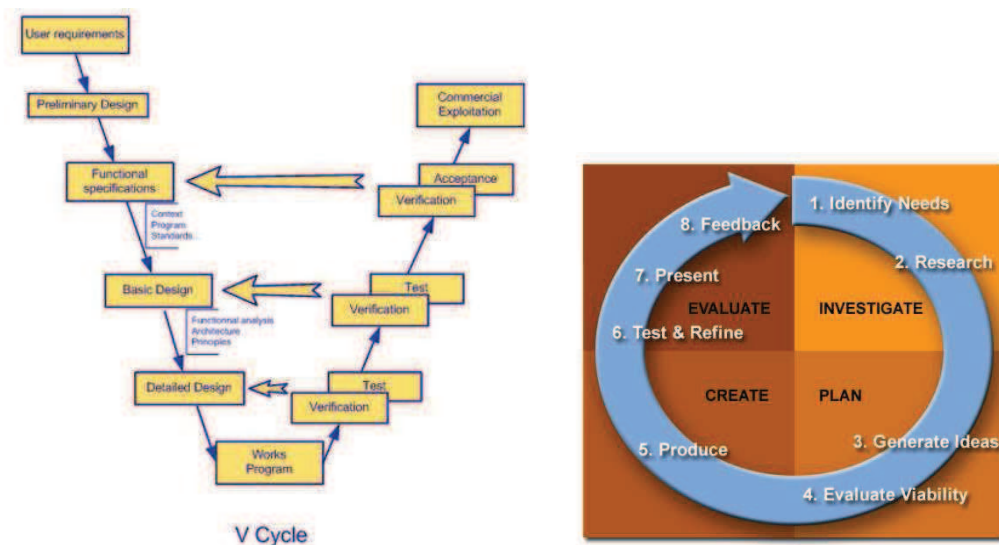 User requirements
Preliminary Design
Functional
specifications
Context
Program
Standards
Basic Design
Functionnal analysis
Architecture
Principles
Detailed Design
Works
Program
Verification
Test
Verification
Test
Verification
Acceptance
Commercial
Exploitation
V Cycle
1. Identify Needs
2. Research
3. Generate Ideas
4. Evaluate Viability
5. Produce
6. Test & Refine
7. Present
8. Feedback
EVALUATE
INVESTIGATE
CREATE
PLAN